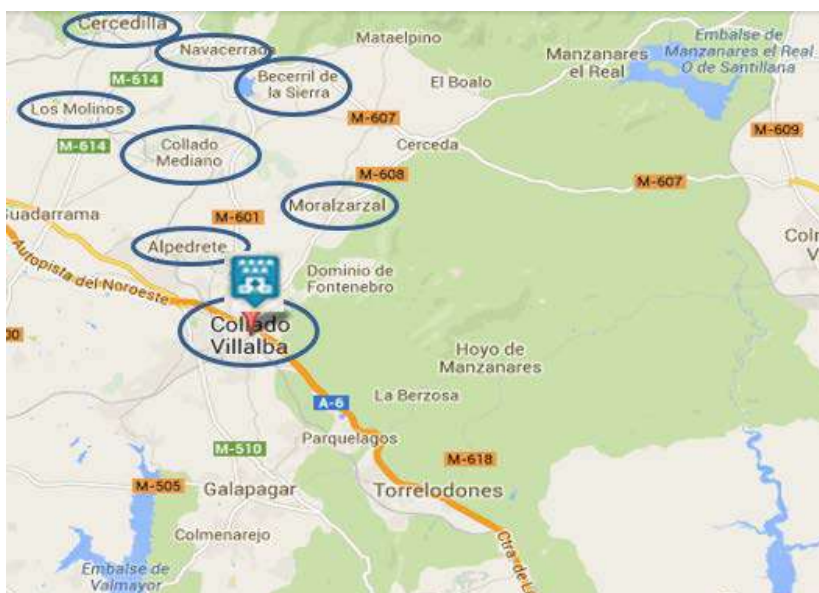 Cercedilla
Mataelpino
Embalse de
Manzanares el Real
O de Santillana
Navacerrada
Manzanares
el Real
M-614
Becerril de
la Sierra
El Boalo
Los Molinos
M-607
M-609
M-614
Collado
Mediano
Cerceda
M-608
M-607
Moralzarzal
M-601
Alpedrete
Autopista del Noroeste
Dominio de
Fontenebro
Collado
Villalba
Hoyo de
Manzanares
A-6
La Berzosa
Parquelagos
M-510
M-618
M-505
Galapagar
Torrelodones
Colmenarejo
Ctra. de
Embalse de
Valmayor